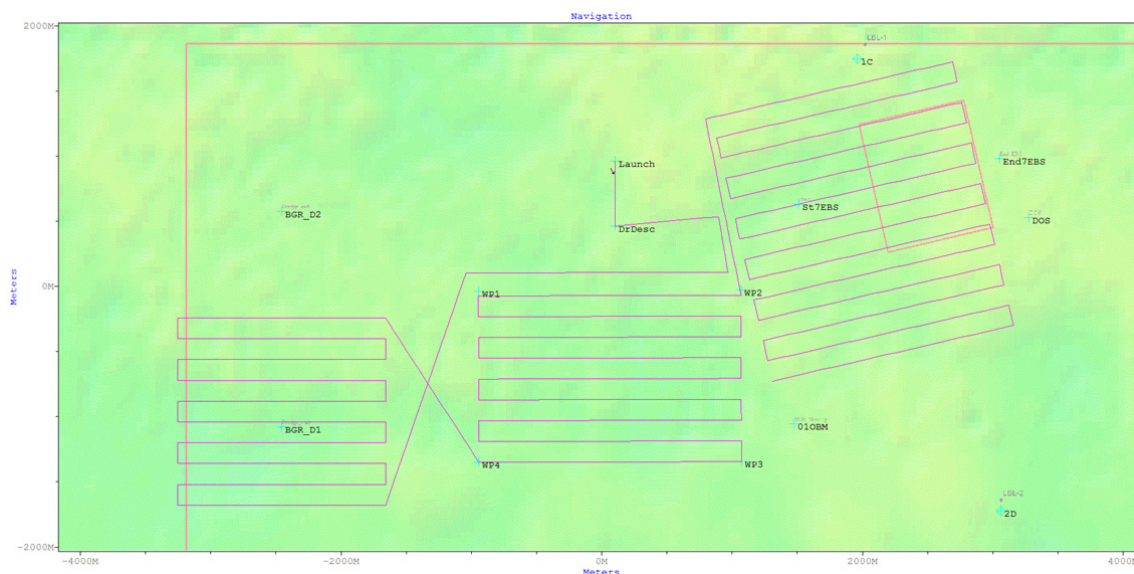 Navigation
2000M
LBL-1
1C
Launch
End7EBS
St7EBS
BGR_D2
DOS
DrDesc
0M
Meters
WP1
WP2
BGR_D1
01OBM
WP4
WP3
LBL-2
2D
-2000M
-4000M
-2000M
0M
2000M
4000M
Meters